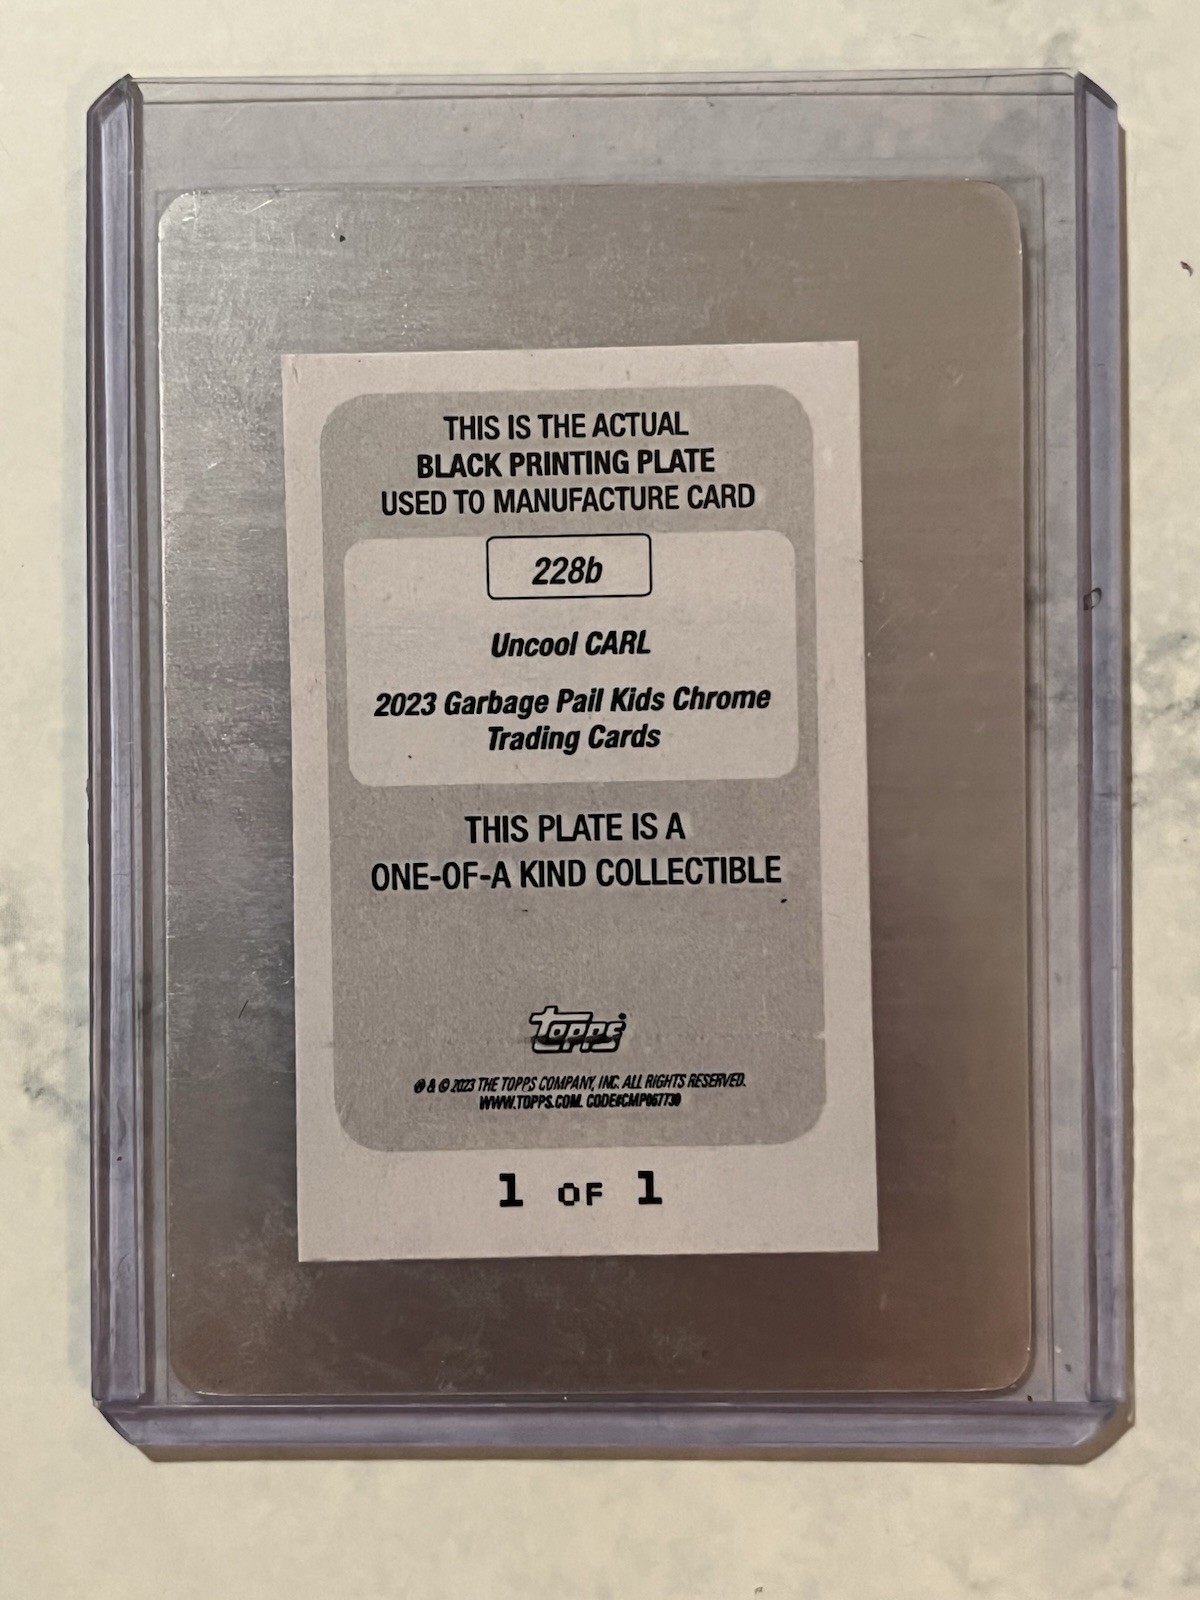 THIS IS THE ACTUAL
BLACK PRINTING PLATE
USED TO MANUFACTURE CARD
228b
Uncool CARL
2023 Garbage Pail Kids Chrome
Trading Cards
THIS PLATE IS A
ONE-OF-A KIND COLLECTIBLE
Topps
® & © 2023 THE TOPPS COMPANY, INC. ALL RIGHTS RESERVED.
WWW.TOPPS.COM. CODE#CMP067730
1 OF 1